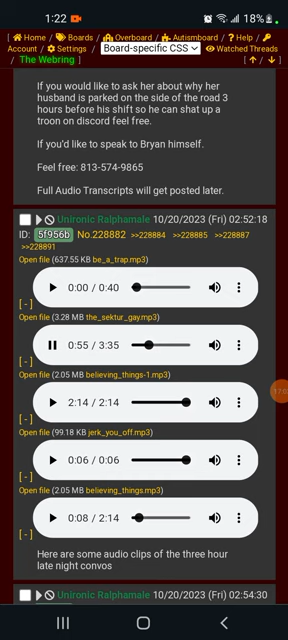 1:22 18%
[ Home / Boards / Overboard / Autismboard / Help /
Account / Settings / Board-specific CSS Watched Threads
/ The Webring ] [ ↑ / ↓ ]
If you would like to ask her about why her
husband is parked on the side of the road 3
hours before his shift so he can shat up a
troon on discord feel free.
If you'd like to speak to Bryan himself.
Feel free: 813-574-9865
Full Audio Transcripts will get posted later.
Unironic Ralphamale 10/20/2023 (Fri) 02:52:18
ID: 5f956b No.228882 >>228884 >>228885 >>228887
>>228891
Open file (637.55 KB be_a_trap.mp3)
0:00 / 0:40
[ - ]
Open file (3.28 MB the_sektur_gay.mp3)
0:55 / 3:35
[ - ]
Open file (2.05 MB believing_things-1.mp3)
2:14 / 2:14
[ - ]
Open file (99.18 KB jerk_you_off.mp3)
0:06 / 0:06
[ - ]
Open file (2.05 MB believing_things.mp3)
0:08 / 2:14
[ - ]
Here are some audio clips of the three hour
late night convos
Unironic Ralphamale 10/20/2023 (Fri) 02:54:30